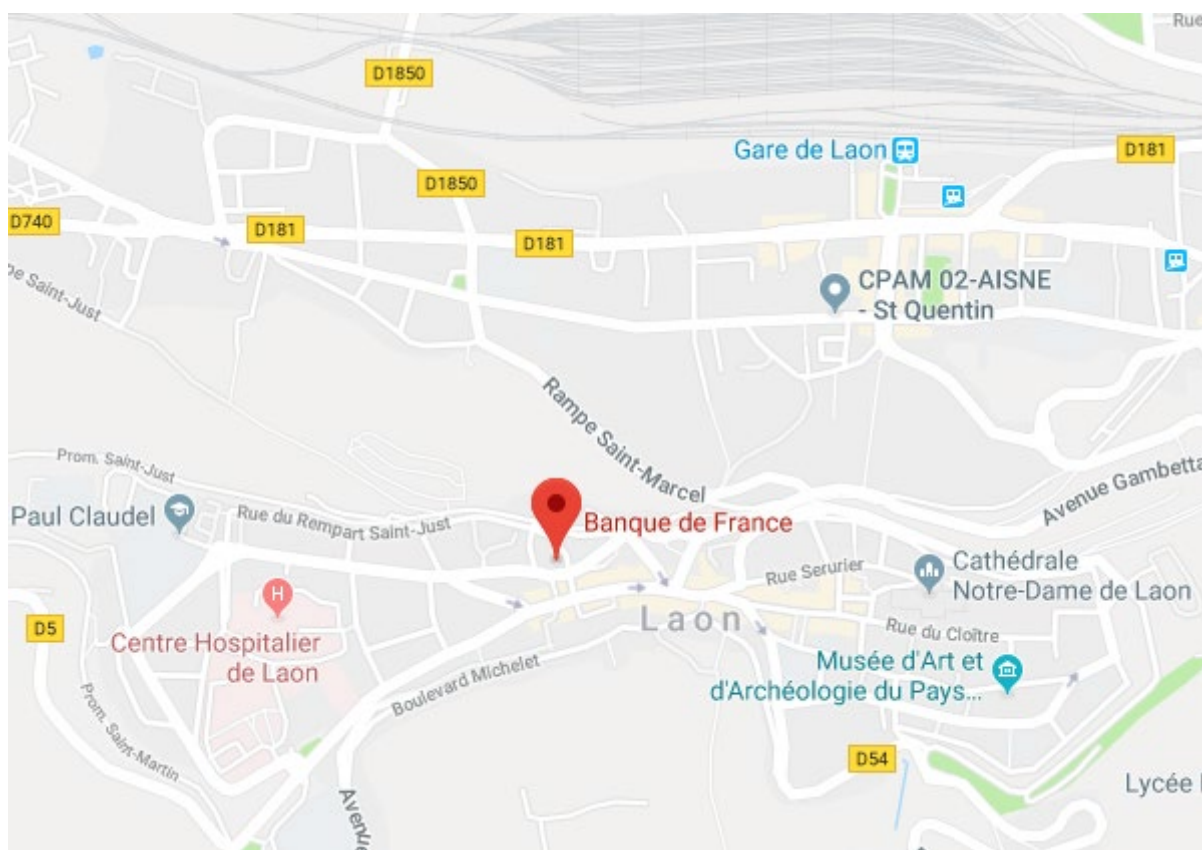 Rue
D1850
Gare de Laon
D181
D1850
D740
D181
D181
CPAM 02-AISNE
- St Quentin
pe Saint-Just
Rampe Saint-Marcel
Prom. Saint-Just
Avenue Gambetta
Paul Claudel
Rue du Rempart Saint-Just
Banque de France
Rue Serurier
Cathédrale
Notre-Dame de Laon
H
Laon
D5
Centre Hospitalier
de Laon
Rue du Cloître
Boulevard Michelet
Musée d'Art et
d'Archéologie du Pays...
Prom. Saint-Martin
D54
Avenue
Lycée